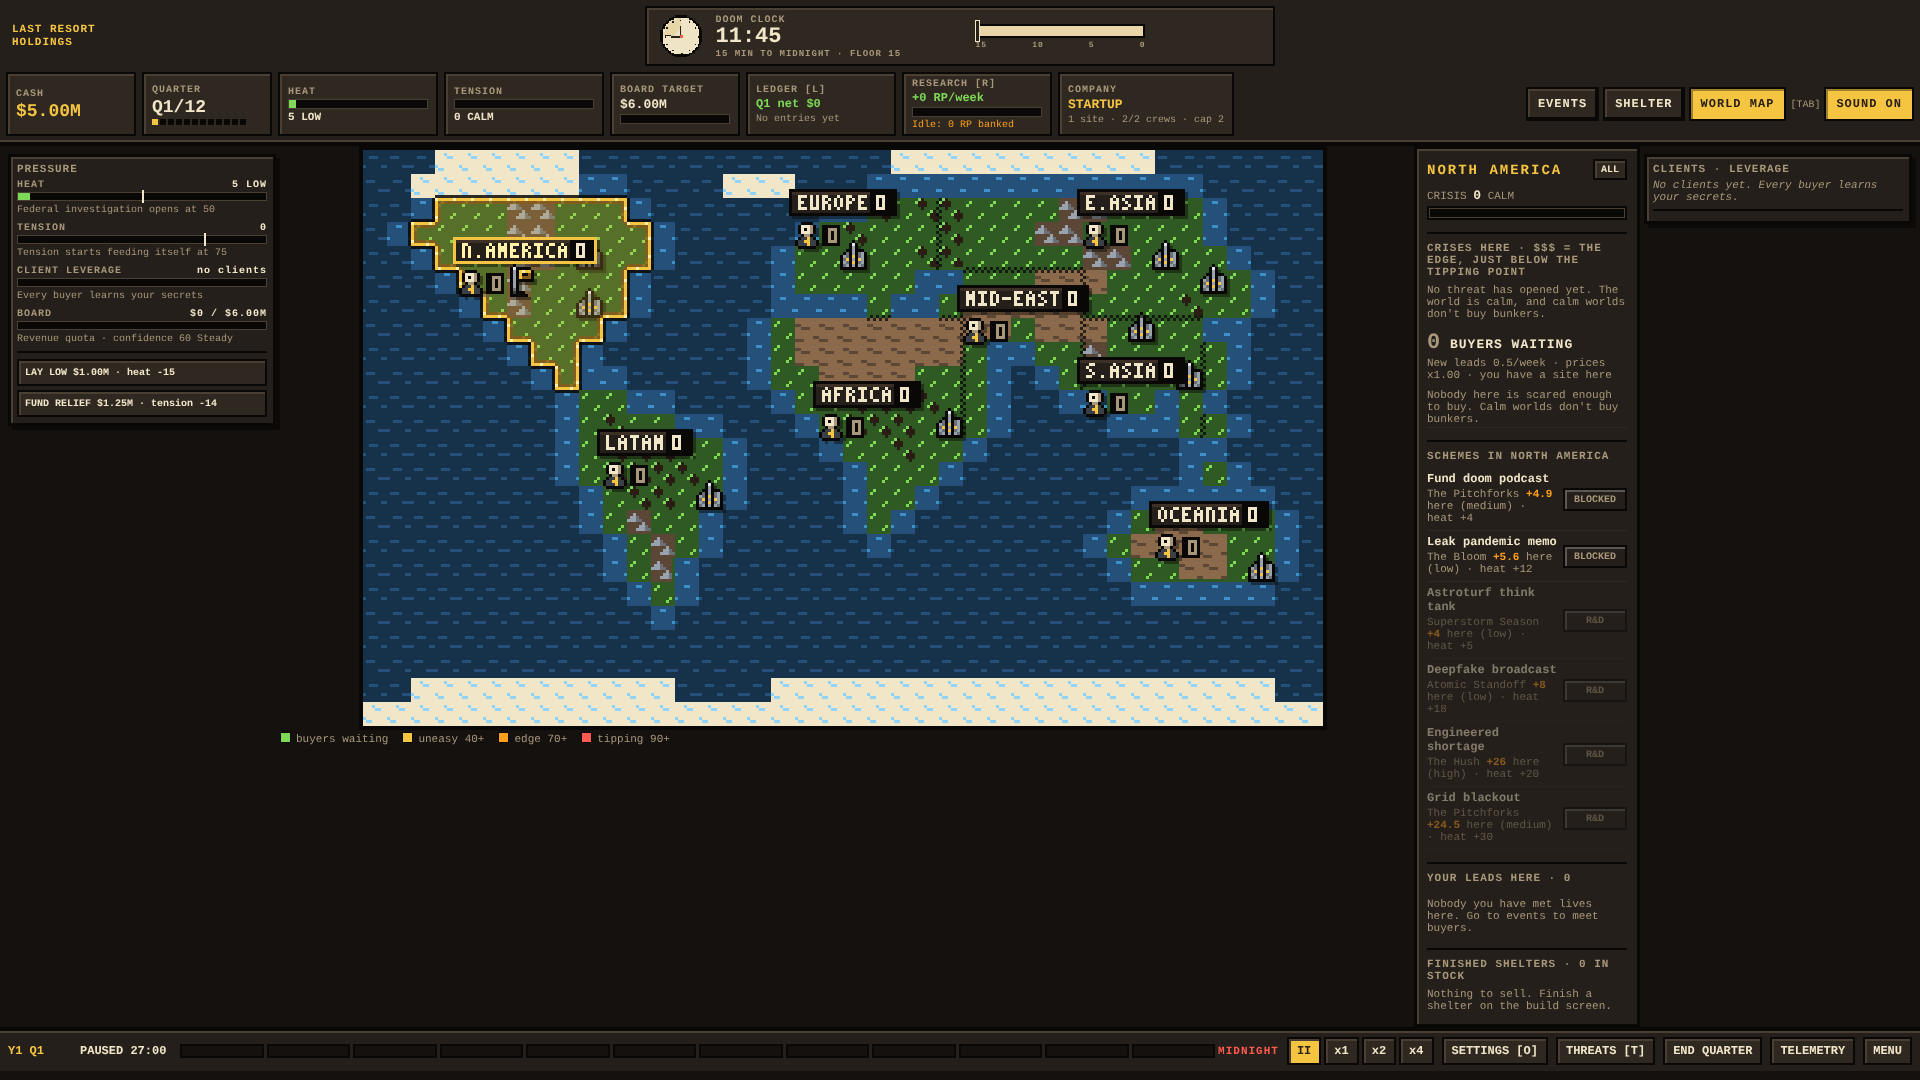 LAST RESORT
HOLDINGS
DOOM CLOCK
11:45
15 MIN TO MIDNIGHT · FLOOR 15
15 10 5 0
CASH
$5.00M
QUARTER
Q1/12
HEAT
5 LOW
TENSION
0 CALM
BOARD TARGET
$6.00M
LEDGER [L]
Q1 net $0
No entries yet
RESEARCH [R]
+0 RP/week
Idle: 0 RP banked
COMPANY
STARTUP
1 site · 2/2 crews · cap 2
EVENTS
SHELTER
WORLD MAP
[TAB]
SOUND ON
PRESSURE
HEAT 5 LOW
Federal investigation opens at 50
TENSION 0
Tension starts feeding itself at 75
CLIENT LEVERAGE no clients
Every buyer learns your secrets
BOARD $0 / $6.00M
Revenue quota · confidence 60 Steady
LAY LOW $1.00M · heat -15
FUND RELIEF $1.25M · tension -14
EUROPE 0
E.ASIA 0
0
0
N.AMERICA 0
0
MID-EAST 0
0
S.ASIA 0
0
AFRICA 0
0
LATAM 0
0
OCEANIA 0
0
buyers waiting uneasy 40+ edge 70+ tipping 90+
NORTH AMERICA
ALL
CRISIS 0 CALM
CRISES HERE · $$$ = THE
EDGE, JUST BELOW THE
TIPPING POINT
No threat has opened yet. The
world is calm, and calm worlds
don't buy bunkers.
0 BUYERS WAITING
New leads 0.5/week · prices
x1.00 · you have a site here
Nobody here is scared enough
to buy. Calm worlds don't buy
bunkers.
SCHEMES IN NORTH AMERICA
Fund doom podcast
The Pitchforks +4.9
here (medium) ·
heat +4
BLOCKED
Leak pandemic memo
The Bloom +5.6 here
(low) · heat +12
BLOCKED
Astroturf think
tank
Superstorm Season
+4 here (low) ·
heat +5
R&D
Deepfake broadcast
Atomic Standoff +8
here (low) · heat
+18
R&D
Engineered
shortage
The Hush +26 here
(high) · heat +20
R&D
Grid blackout
The Pitchforks
+24.5 here (medium)
· heat +30
R&D
YOUR LEADS HERE · 0
Nobody you have met lives
here. Go to events to meet
buyers.
FINISHED SHELTERS · 0 IN
STOCK
Nothing to sell. Finish a
shelter on the build screen.
CLIENTS · LEVERAGE
No clients yet. Every buyer learns
your secrets.
Y1 Q1
PAUSED 27:00
MIDNIGHT
II
x1
x2
x4
SETTINGS [O]
THREATS [T]
END QUARTER
TELEMETRY
MENU